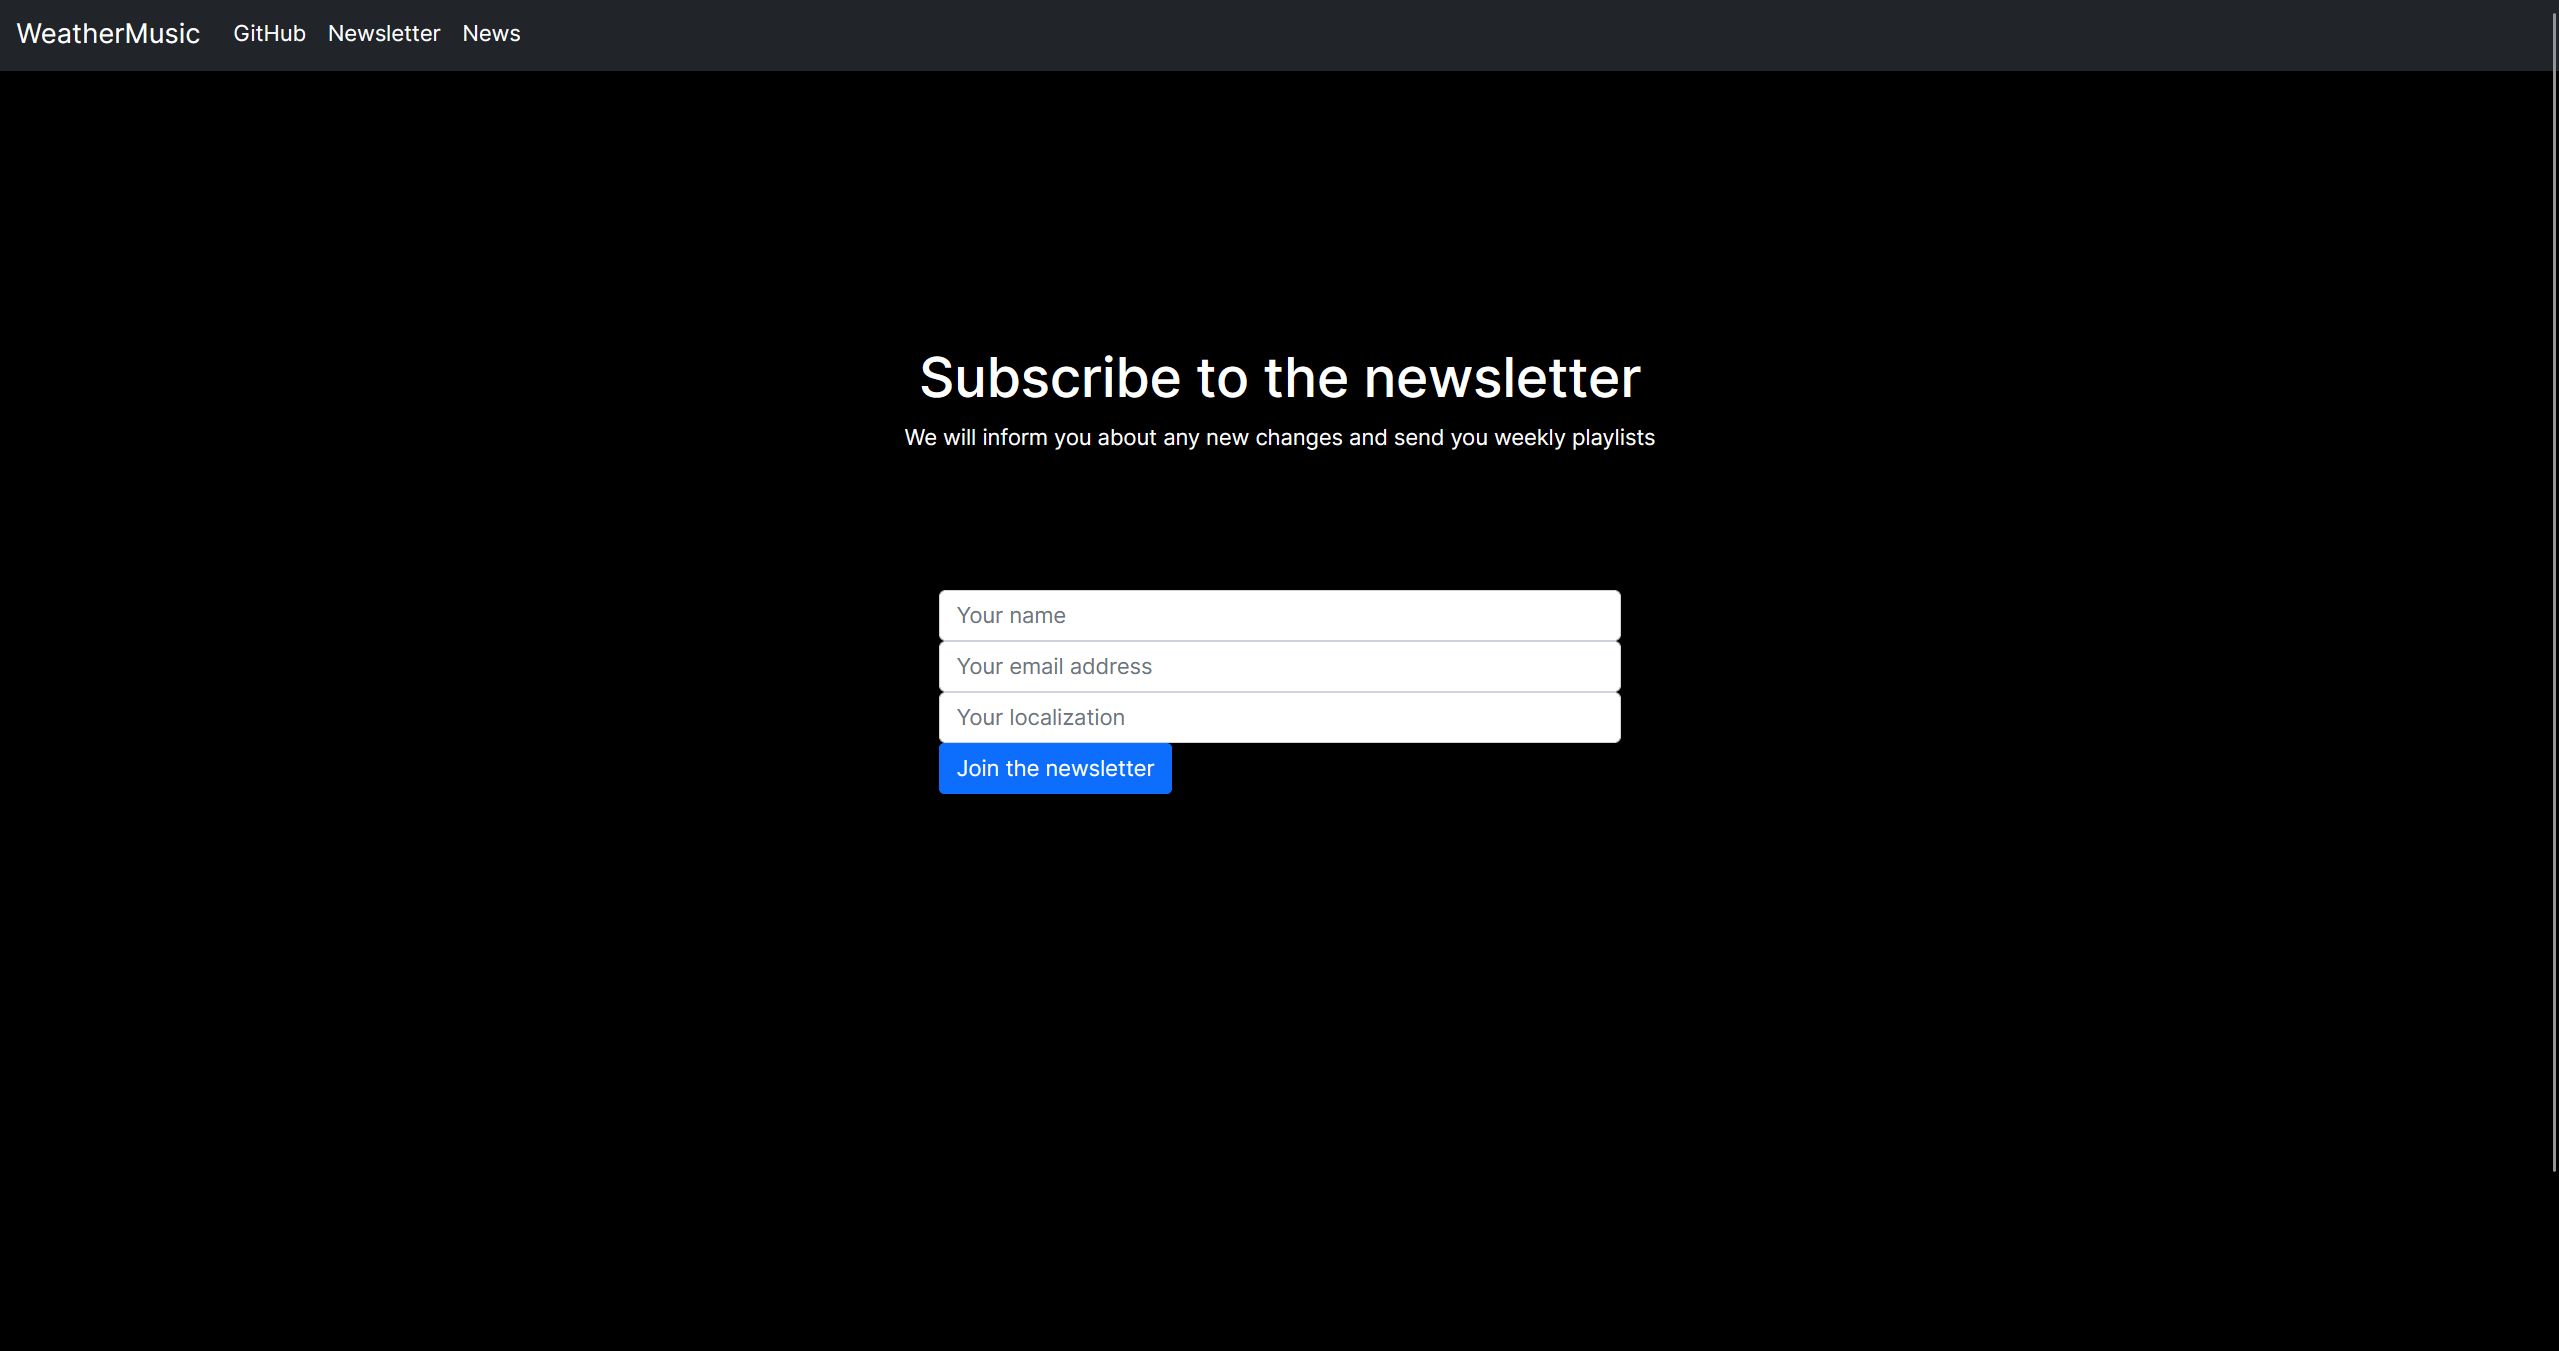 WeatherMusic GitHub Newsletter News
Subscribe to the newsletter
We will inform you about any new changes and send you weekly playlists
Your name
Your email address
Your localization
Join the newsletter